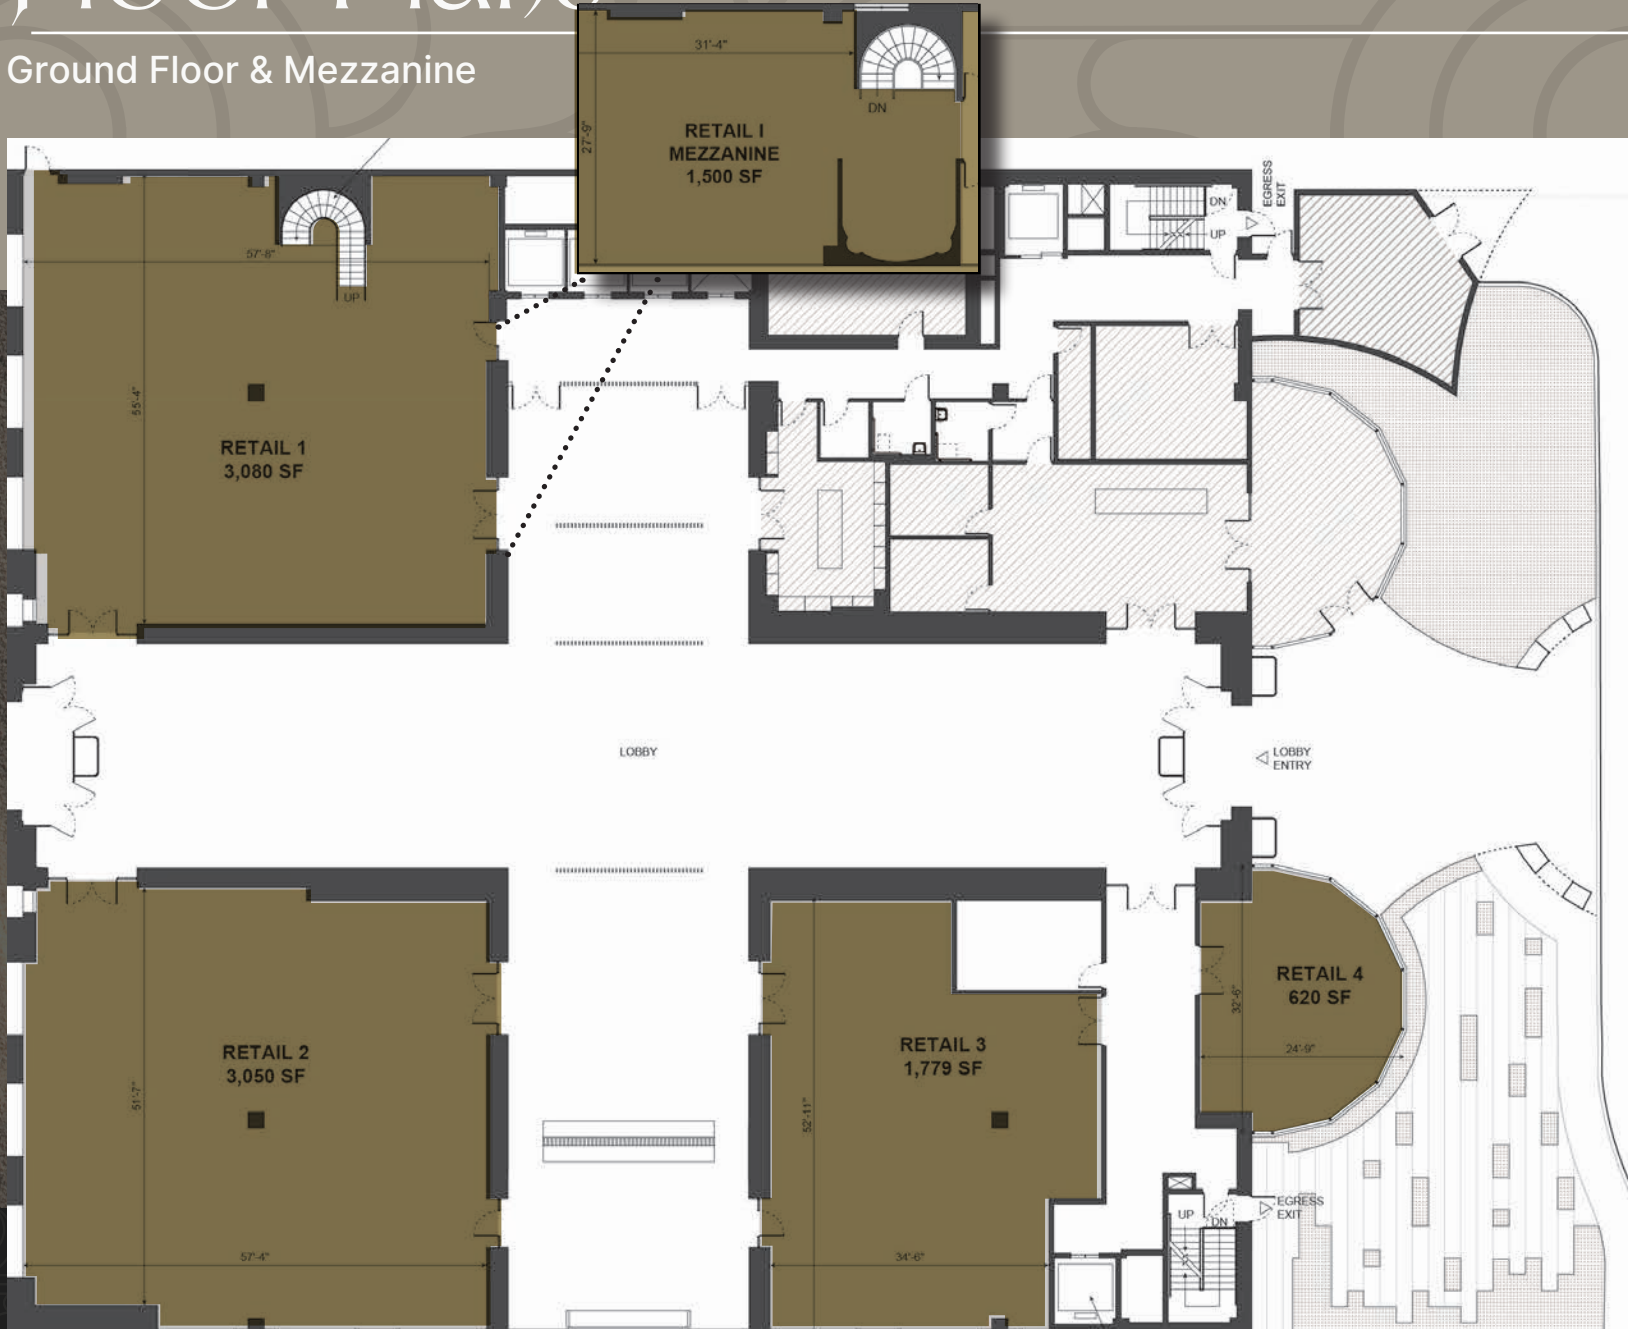 Floor Plans
Ground Floor & Mezzanine
31'-4"
DN
27'-9"
RETAIL I
MEZZANINE
1,500 SF
EGRESS
EXIT
DN
UP
57'-8"
UP
55'-4"
RETAIL 1
3,080 SF
LOBBY
LOBBY
ENTRY
RETAIL 4
620 SF
32'-6"
24'-9"
RETAIL 2
3,050 SF
51'-7"
57'-4"
RETAIL 3
1,779 SF
52'-11"
34'-6"
EGRESS
EXIT
UP
DN